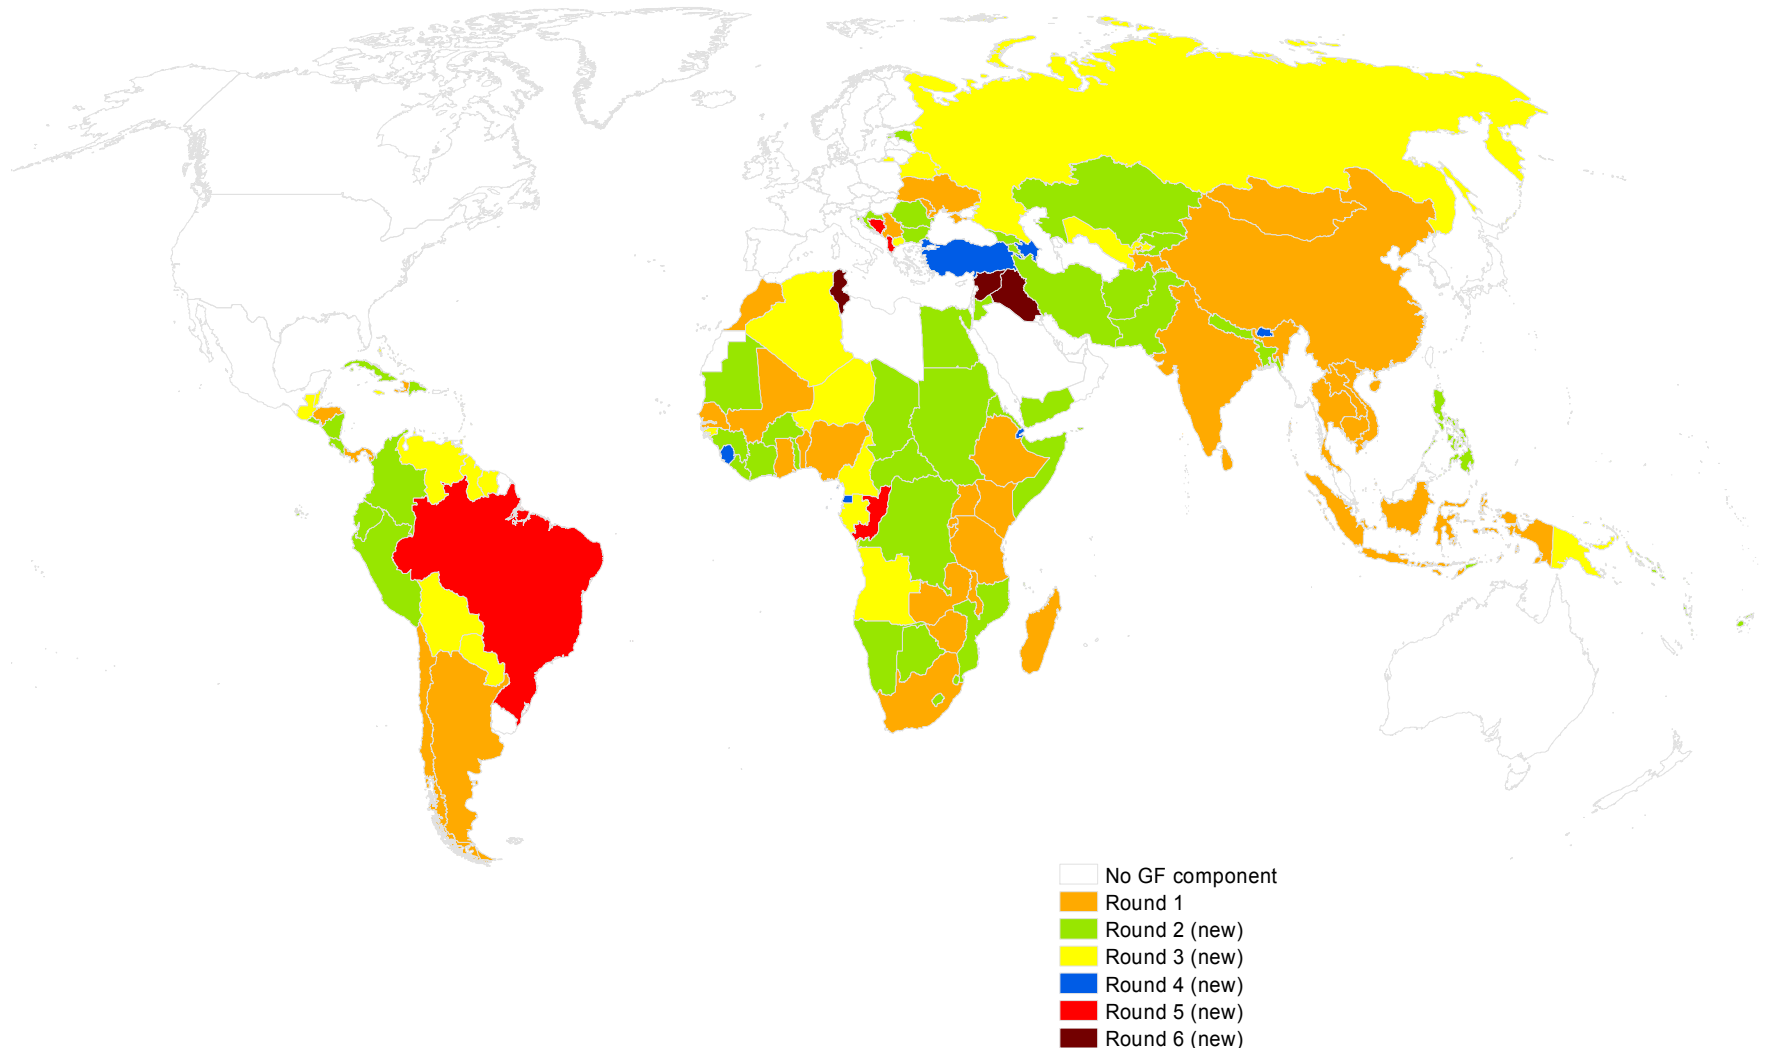 No GF component
Round 1
Round 2 (new)
Round 3 (new)
Round 4 (new)
Round 5 (new)
Round 6 (new)